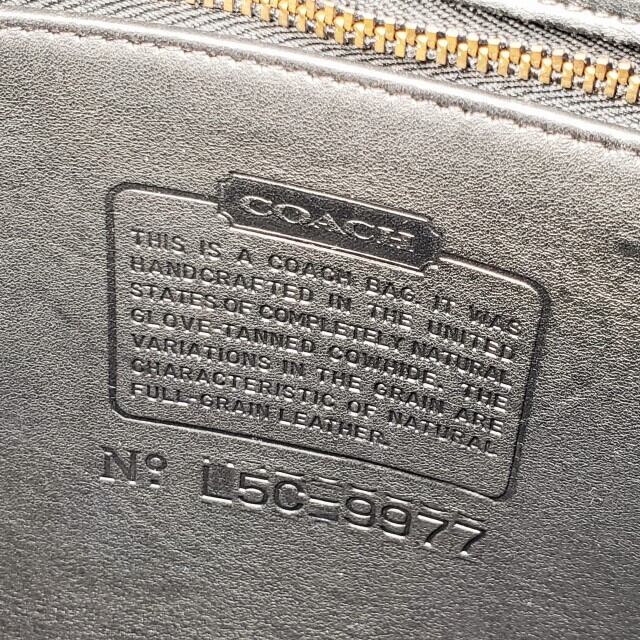 COACH
THIS IS A COACH BAG. IT WAS
HANDCRAFTED IN THE UNITED
STATES OF COMPLETELY NATURAL
GLOVE-TANNED COWHIDE. THE
VARIATIONS IN THE GRAIN ARE
CHARACTERISTIC OF NATURAL
FULL-GRAIN LEATHER.
No: L5C-9977